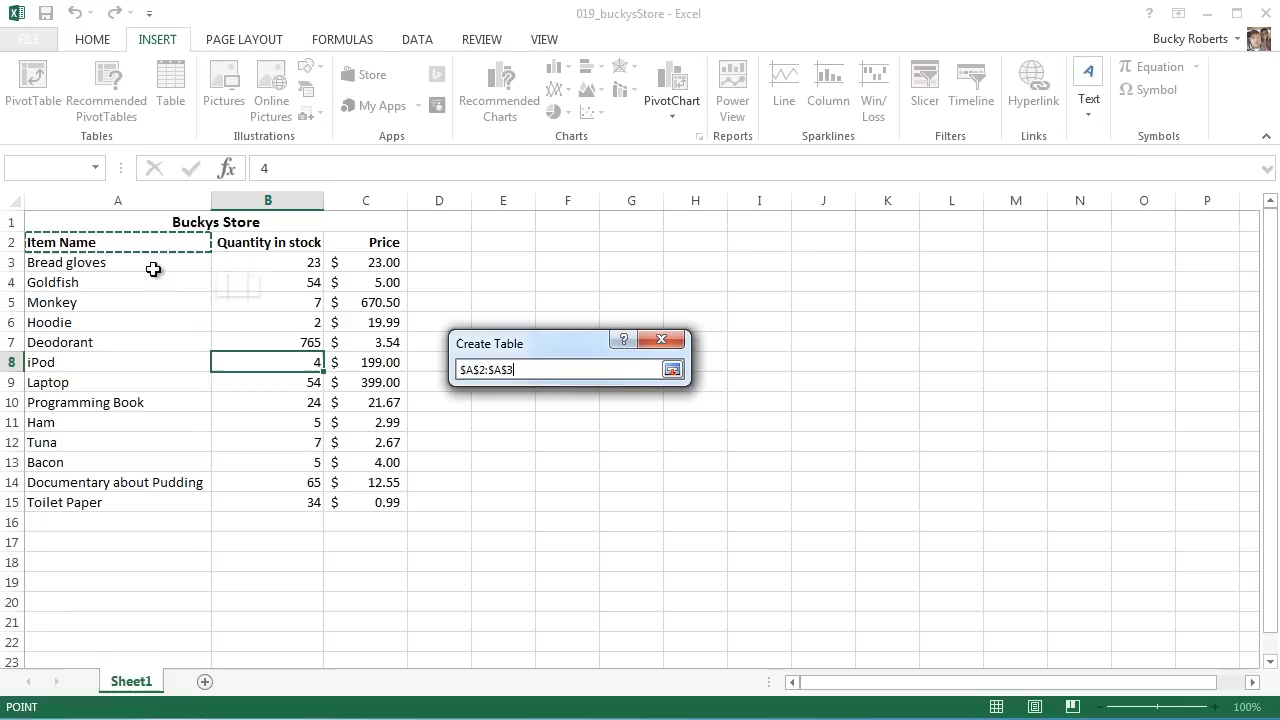 019_buckysStore - Excel
FILE HOME INSERT PAGE LAYOUT FORMULAS DATA REVIEW VIEW Bucky Roberts
PivotTable Recommended PivotTables Table Pictures Online Pictures Store My Apps Recommended Charts PivotChart Power View Line Column Win/Loss Slicer Timeline Hyperlink Text Equation Symbol
Tables Illustrations Apps Charts Reports Sparklines Filters Links Symbols
fx 4
A B C D E F G H I J K L M N O P
1 Buckys Store
2 Item Name Quantity in stock Price
3 Bread gloves 23 $ 23.00
4 Goldfish 54 $ 5.00
5 Monkey 7 $ 670.50
6 Hoodie 2 $ 19.99
7 Deodorant 765 $ 3.54
8 iPod 4 $ 199.00
9 Laptop 54 $ 399.00
10 Programming Book 24 $ 21.67
11 Ham 5 $ 2.99
12 Tuna 7 $ 2.67
13 Bacon 5 $ 4.00
14 Documentary about Pudding 65 $ 12.55
15 Toilet Paper 34 $ 0.99
16
17
18
19
20
21
22
23
Create Table
$A$2:$A$3
Sheet1
POINT 100%